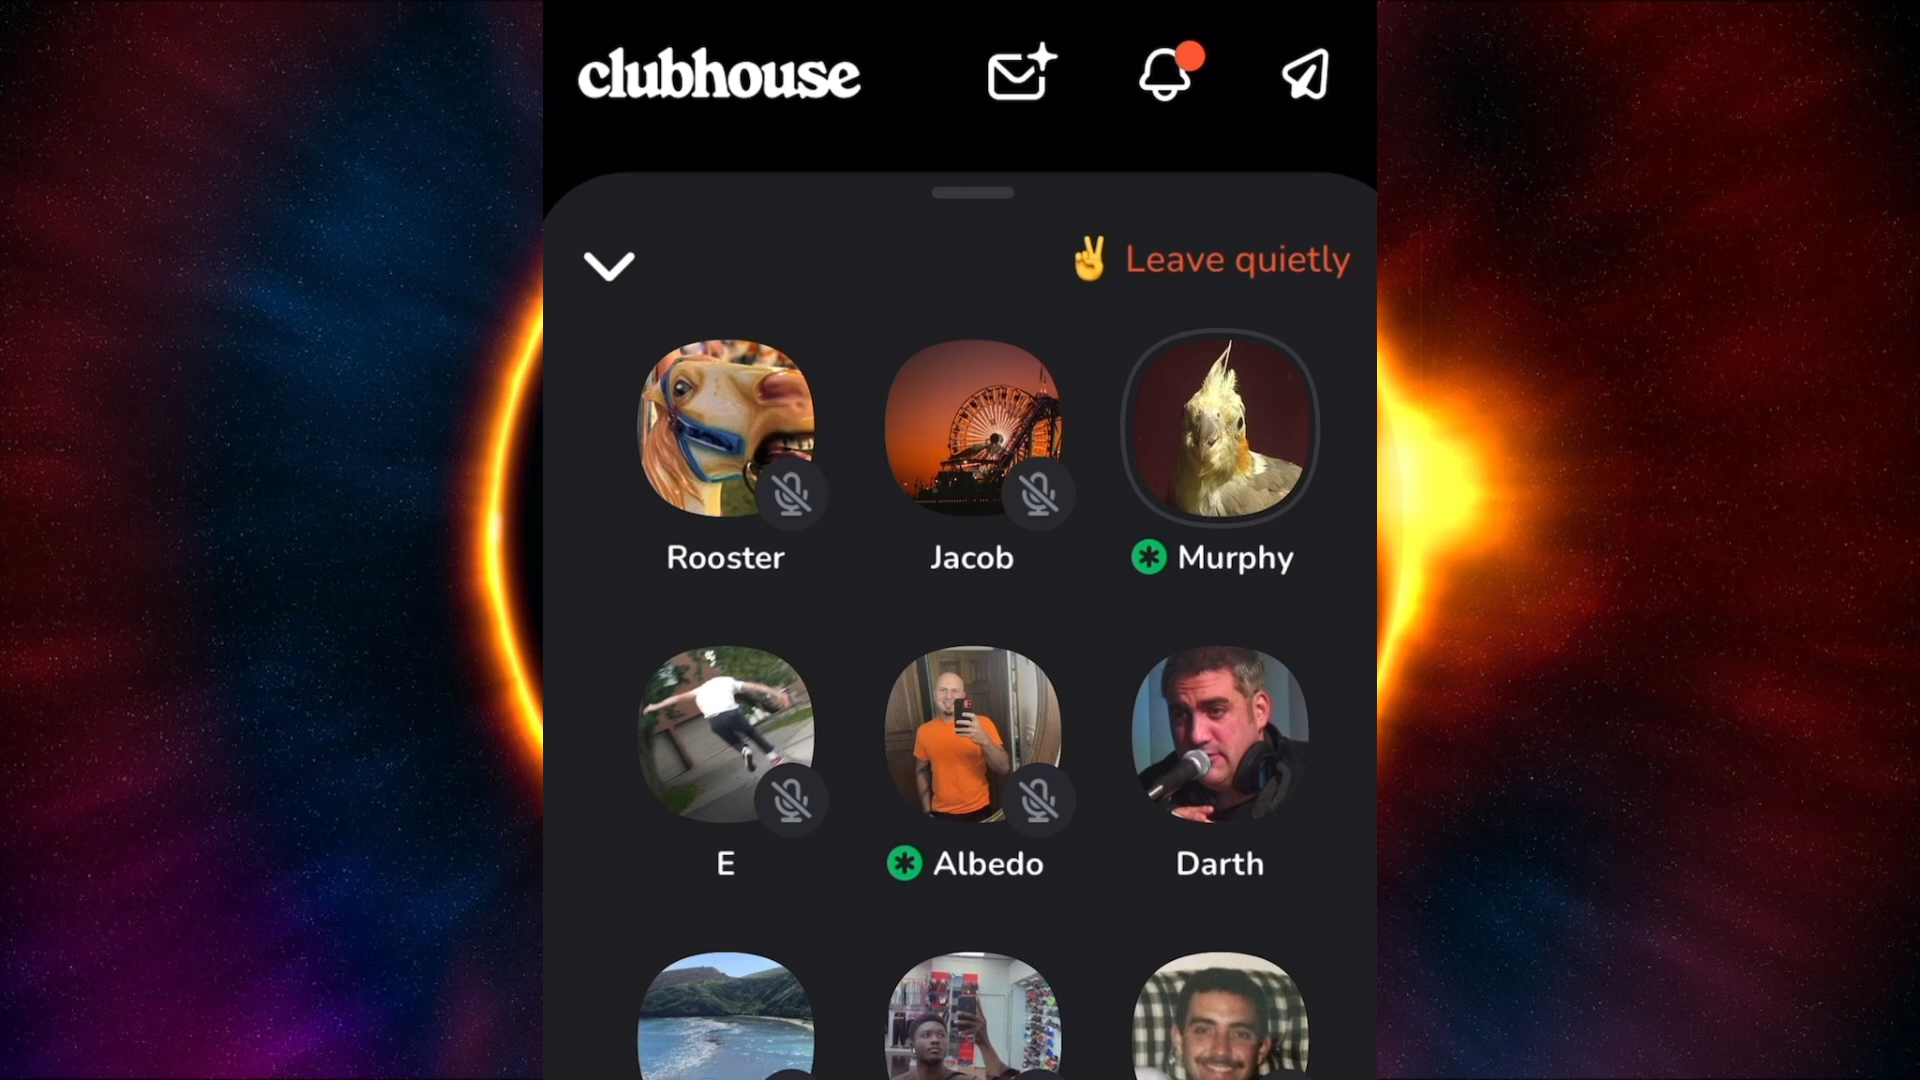 clubhouse
✌️ Leave quietly
Rooster
Jacob
Murphy
E
Albedo
Darth